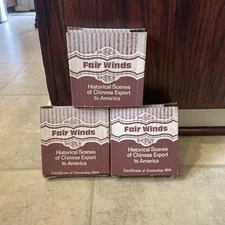 Fair Winds
Historical Scenes
of Chinese Export
to America
Fair Winds
Historical Scenes
of Chinese Export
to America
Certificate of Ownership
Fair Winds
Historical Scenes
of Chinese Export
to America
Certificate of Ownership